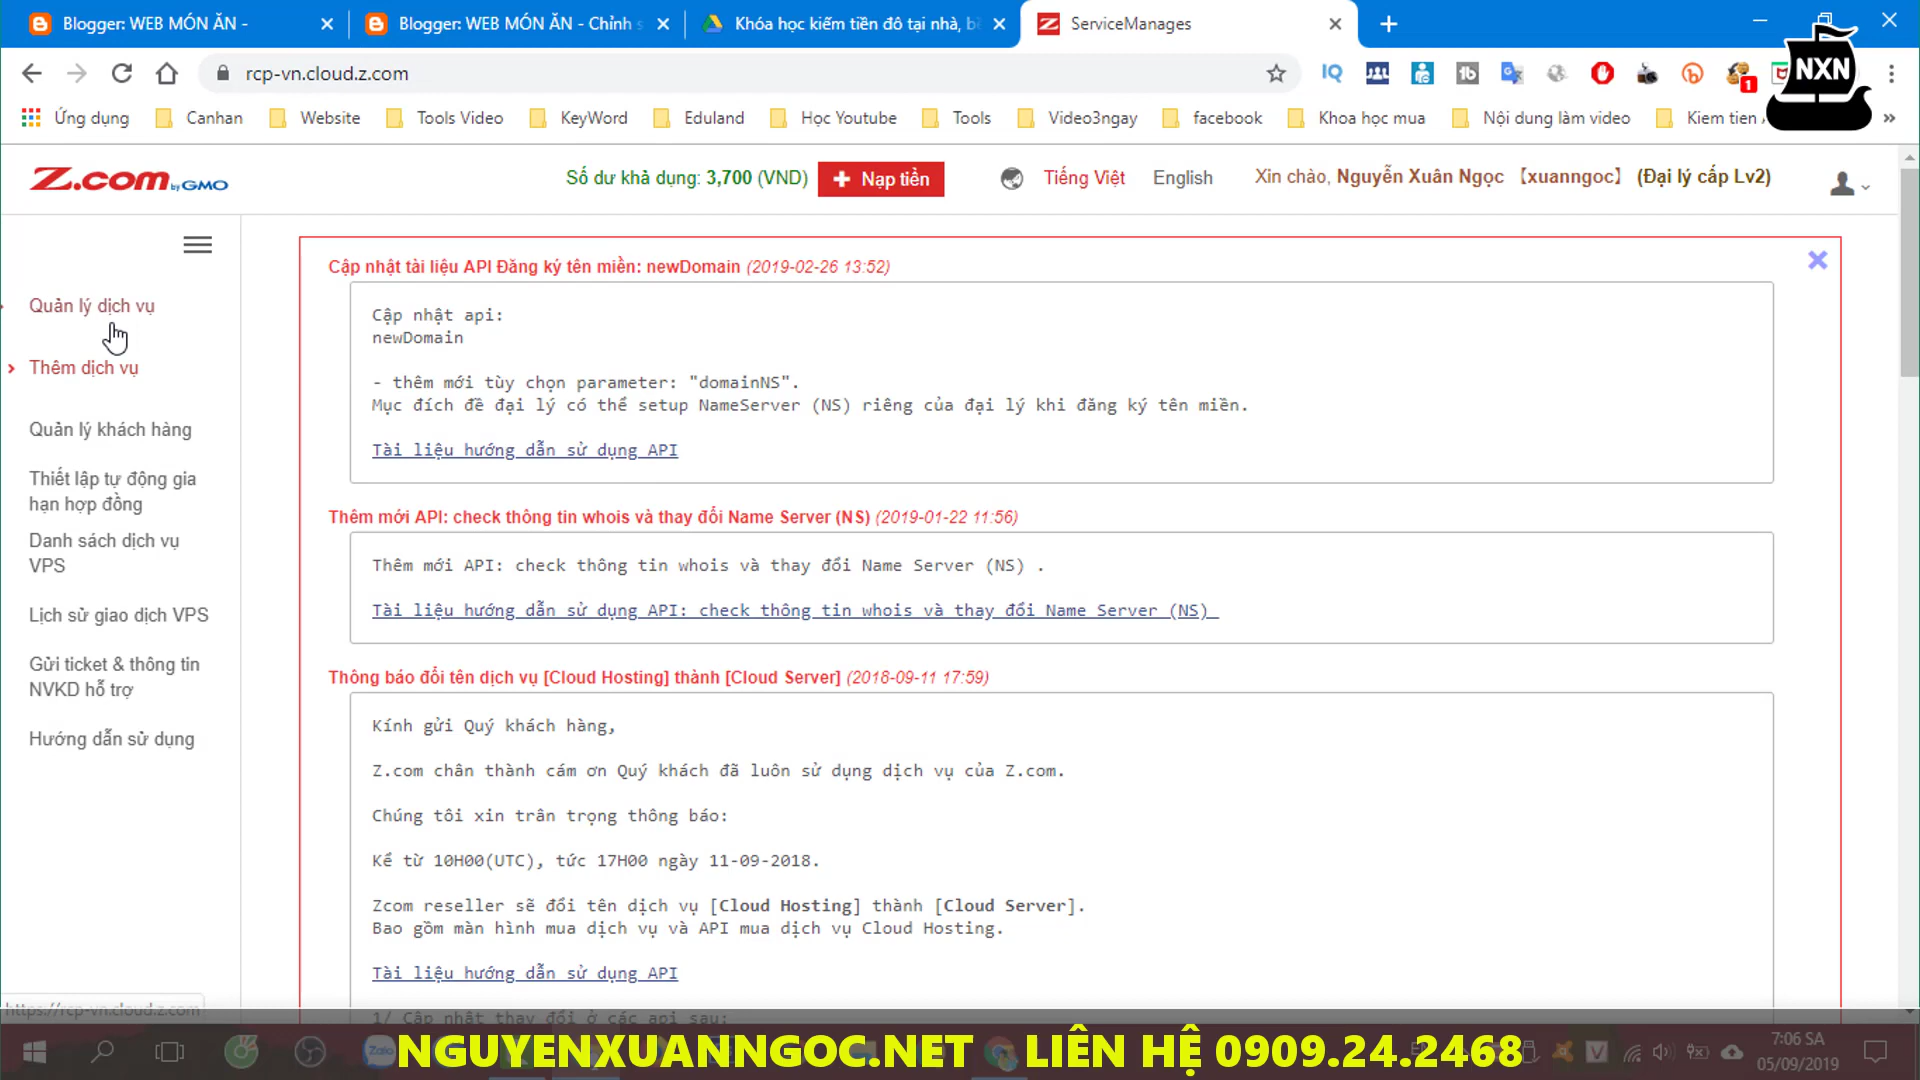 Blogger: WEB MÓN ĂN -
Blogger: WEB MÓN ĂN - Chỉnh s
Khóa học kiếm tiền đô tại nhà, b
ServiceManages
rcp-vn.cloud.z.com
NXN
Ứng dụng
Canhan
Website
Tools Video
KeyWord
Eduland
Học Youtube
Tools
Video3ngay
facebook
Khoa học mua
Nội dung làm video
Kiem tien
Z.com by GMO
Số dư khả dụng: 3,700 (VND)
Nạp tiền
Tiếng Việt
English
Xin chào, Nguyễn Xuân Ngọc 【xuanngoc】 (Đại lý cấp Lv2)
Quản lý dịch vụ
Thêm dịch vụ
Quản lý khách hàng
Thiết lập tự động gia
hạn hợp đồng
Danh sách dịch vụ
VPS
Lịch sử giao dịch VPS
Gửi ticket & thông tin
NVKD hỗ trợ
Hướng dẫn sử dụng
Cập nhật tài liệu API Đăng ký tên miền: newDomain (2019-02-26 13:52)
Cập nhật api:
newDomain
- thêm mới tùy chọn parameter: "domainNS".
Mục đích đề đại lý có thể setup NameServer (NS) riêng của đại lý khi đăng ký tên miền.
Tài liệu hướng dẫn sử dụng API
Thêm mới API: check thông tin whois và thay đổi Name Server (NS) (2019-01-22 11:56)
Thêm mới API: check thông tin whois và thay đổi Name Server (NS) .
Tài liệu hướng dẫn sử dụng API: check thông tin whois và thay đổi Name Server (NS)
Thông báo đổi tên dịch vụ [Cloud Hosting] thành [Cloud Server] (2018-09-11 17:59)
Kính gửi Quý khách hàng,
Z.com chân thành cám ơn Quý khách đã luôn sử dụng dịch vụ của Z.com.
Chúng tôi xin trân trọng thông báo:
Kể từ 10H00(UTC), tức 17H00 ngày 11-09-2018.
Zcom reseller sẽ đổi tên dịch vụ [Cloud Hosting] thành [Cloud Server].
Bao gồm màn hình mua dịch vụ và API mua dịch vụ Cloud Hosting.
Tài liệu hướng dẫn sử dụng API
1/ Cập nhật thay đổi ở các api sau:
https://rcp-vn.cloud.z.com
NGUYENXUANNGOC.NET - LIÊN HỆ 0909.24.2468
Zalo
7:06 SA
05/09/2019